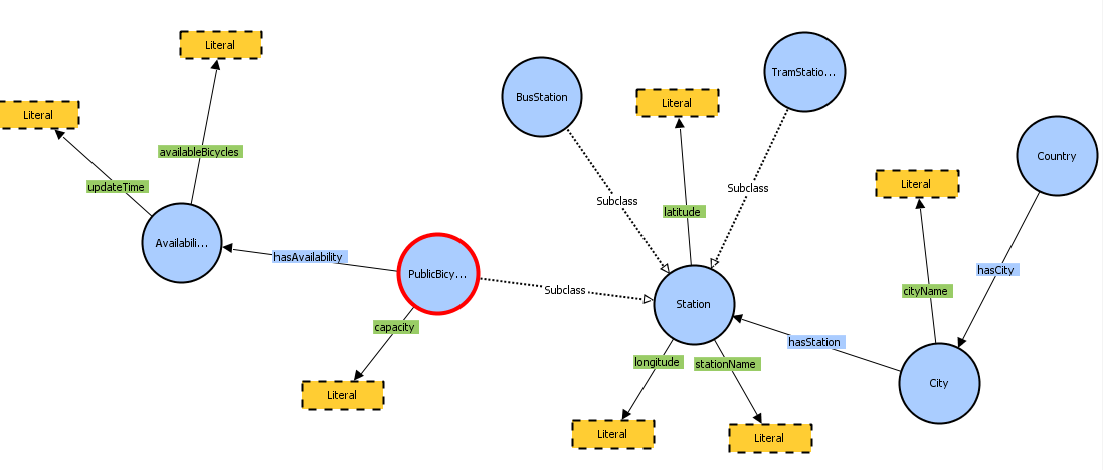 Literal
TramStatio...
BusStation
Literal
Literal
Country
availableBicycles
Literal
updateTime
Subclass
Subclass
latitude
Availabili...
hasAvailability
PublicBicy...
hasCity
Subclass
cityName
Station
capacity
hasStation
longitude
stationName
City
Literal
Literal
Literal